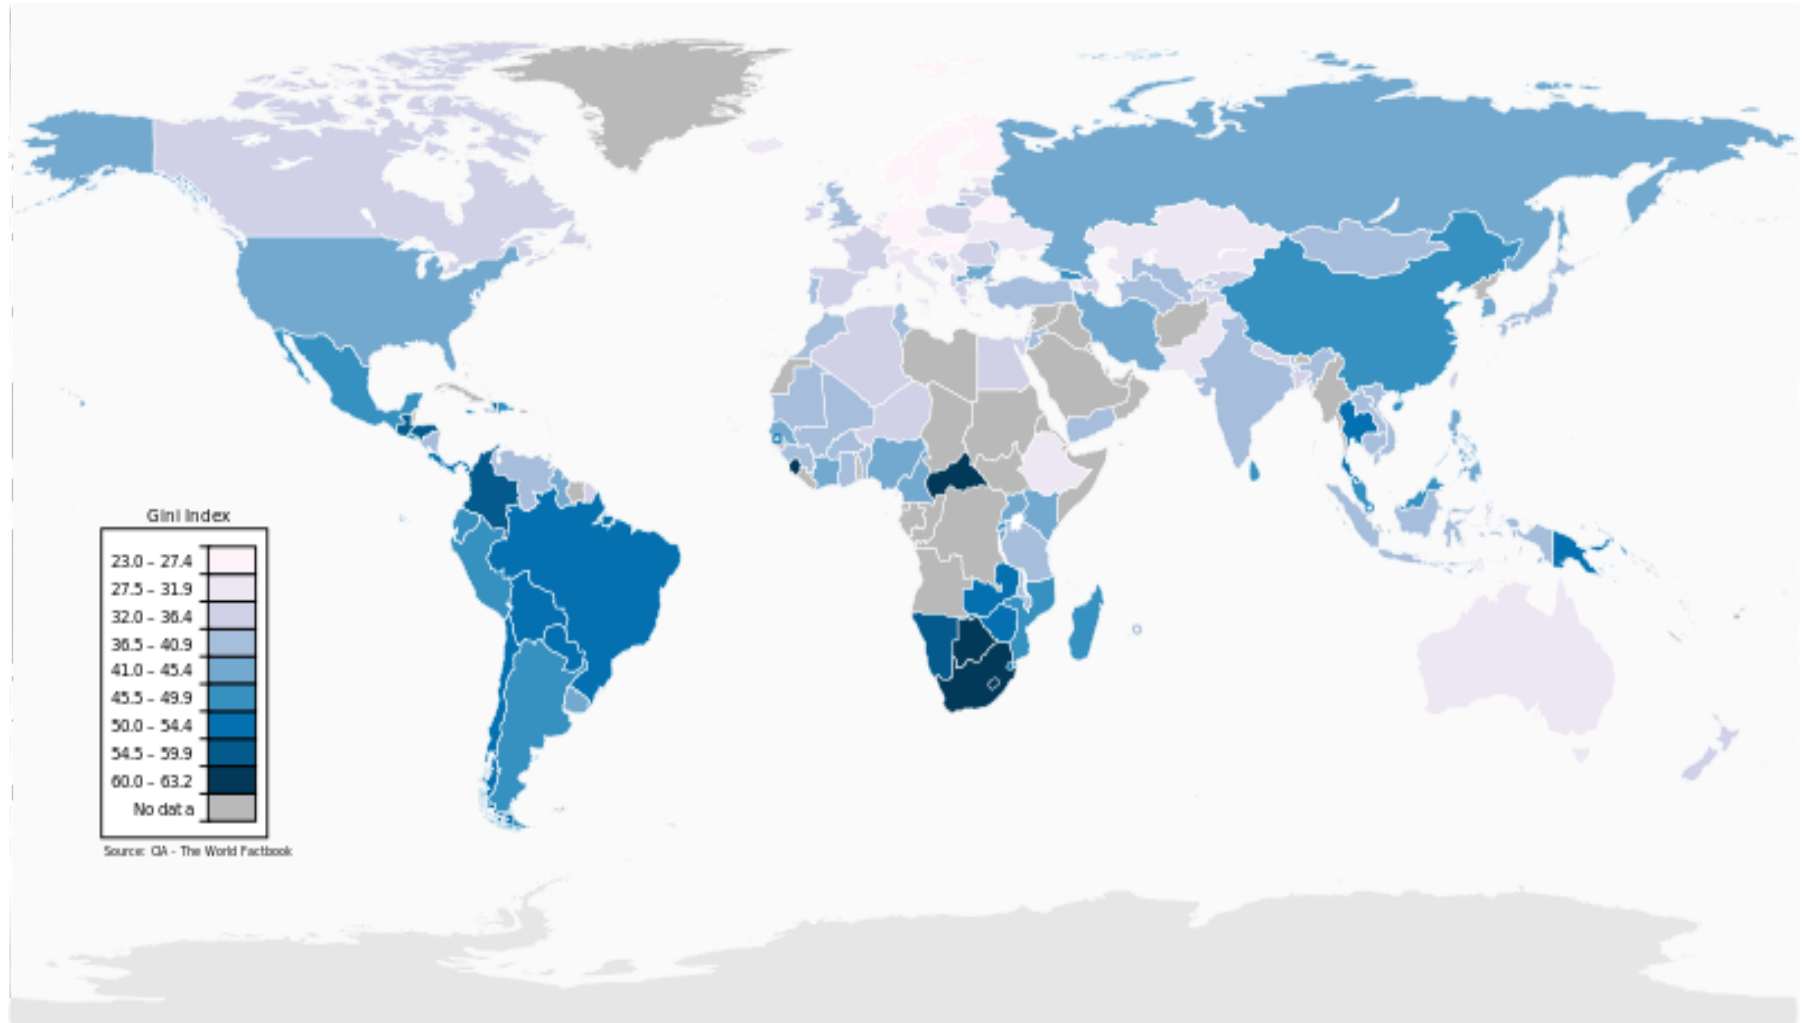 Gini Index
23.0 - 27.4
27.5 - 31.9
32.0 - 36.4
36.5 - 40.9
41.0 - 45.4
45.5 - 49.9
50.0 - 54.4
54.5 - 59.9
60.0 - 63.2
No data
Source: CIA - The World Factbook